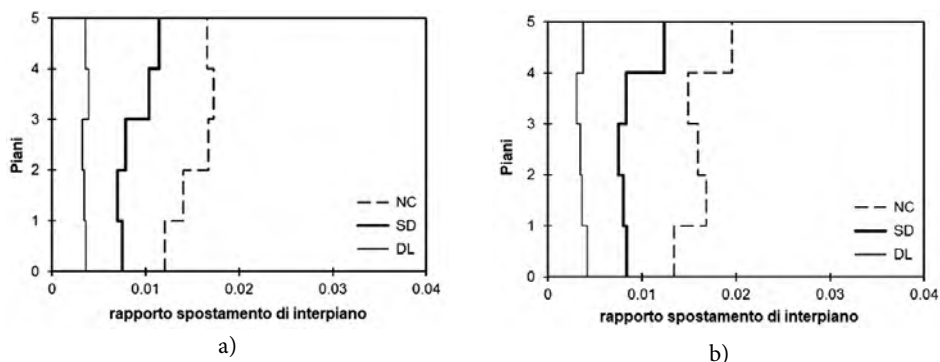 5
4
3
2
1
0
Piani
NC
SD
DL
0
0.01
0.02
0.03
0.04
rapporto spostamento di interpiano
a)
5
4
3
2
1
0
Piani
NC
SD
DL
0
0.01
0.02
0.03
0.04
rapporto spostamento di interpiano
b)